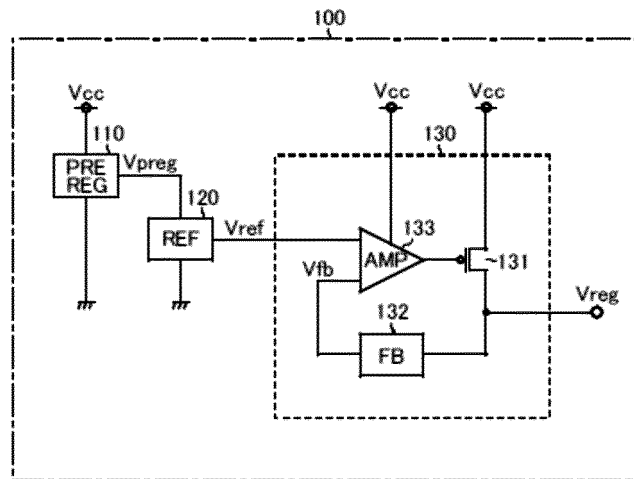 100
Vcc
Vcc
Vcc
110
130
PRE
REG
Vpreg
120
REF
Vref
133
AMP
131
Vfb
Vreg
132
FB